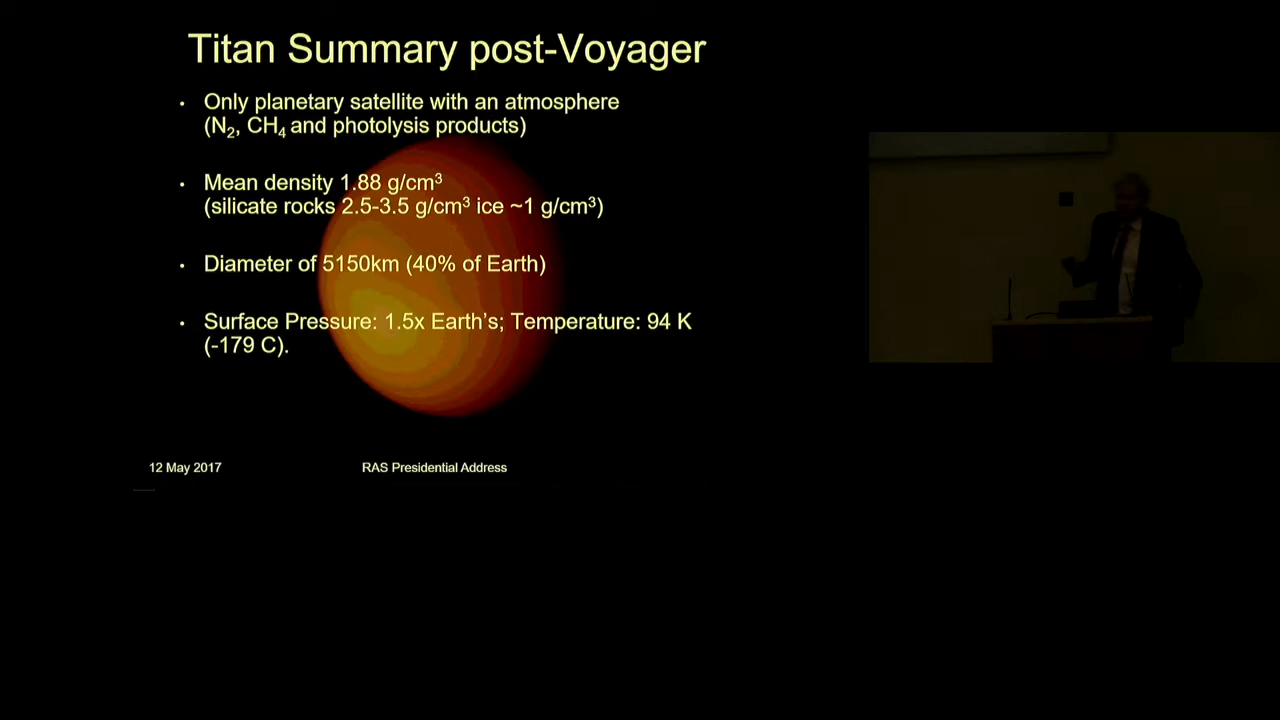 Titan Summary post-Voyager
• Only planetary satellite with an atmosphere
(N₂, CH₄ and photolysis products)
• Mean density 1.88 g/cm³
(silicate rocks 2.5-3.5 g/cm³ ice ~1 g/cm³)
• Diameter of 5150km (40% of Earth)
• Surface Pressure: 1.5x Earth's; Temperature: 94 K
(-179 C).
12 May 2017
RAS Presidential Address